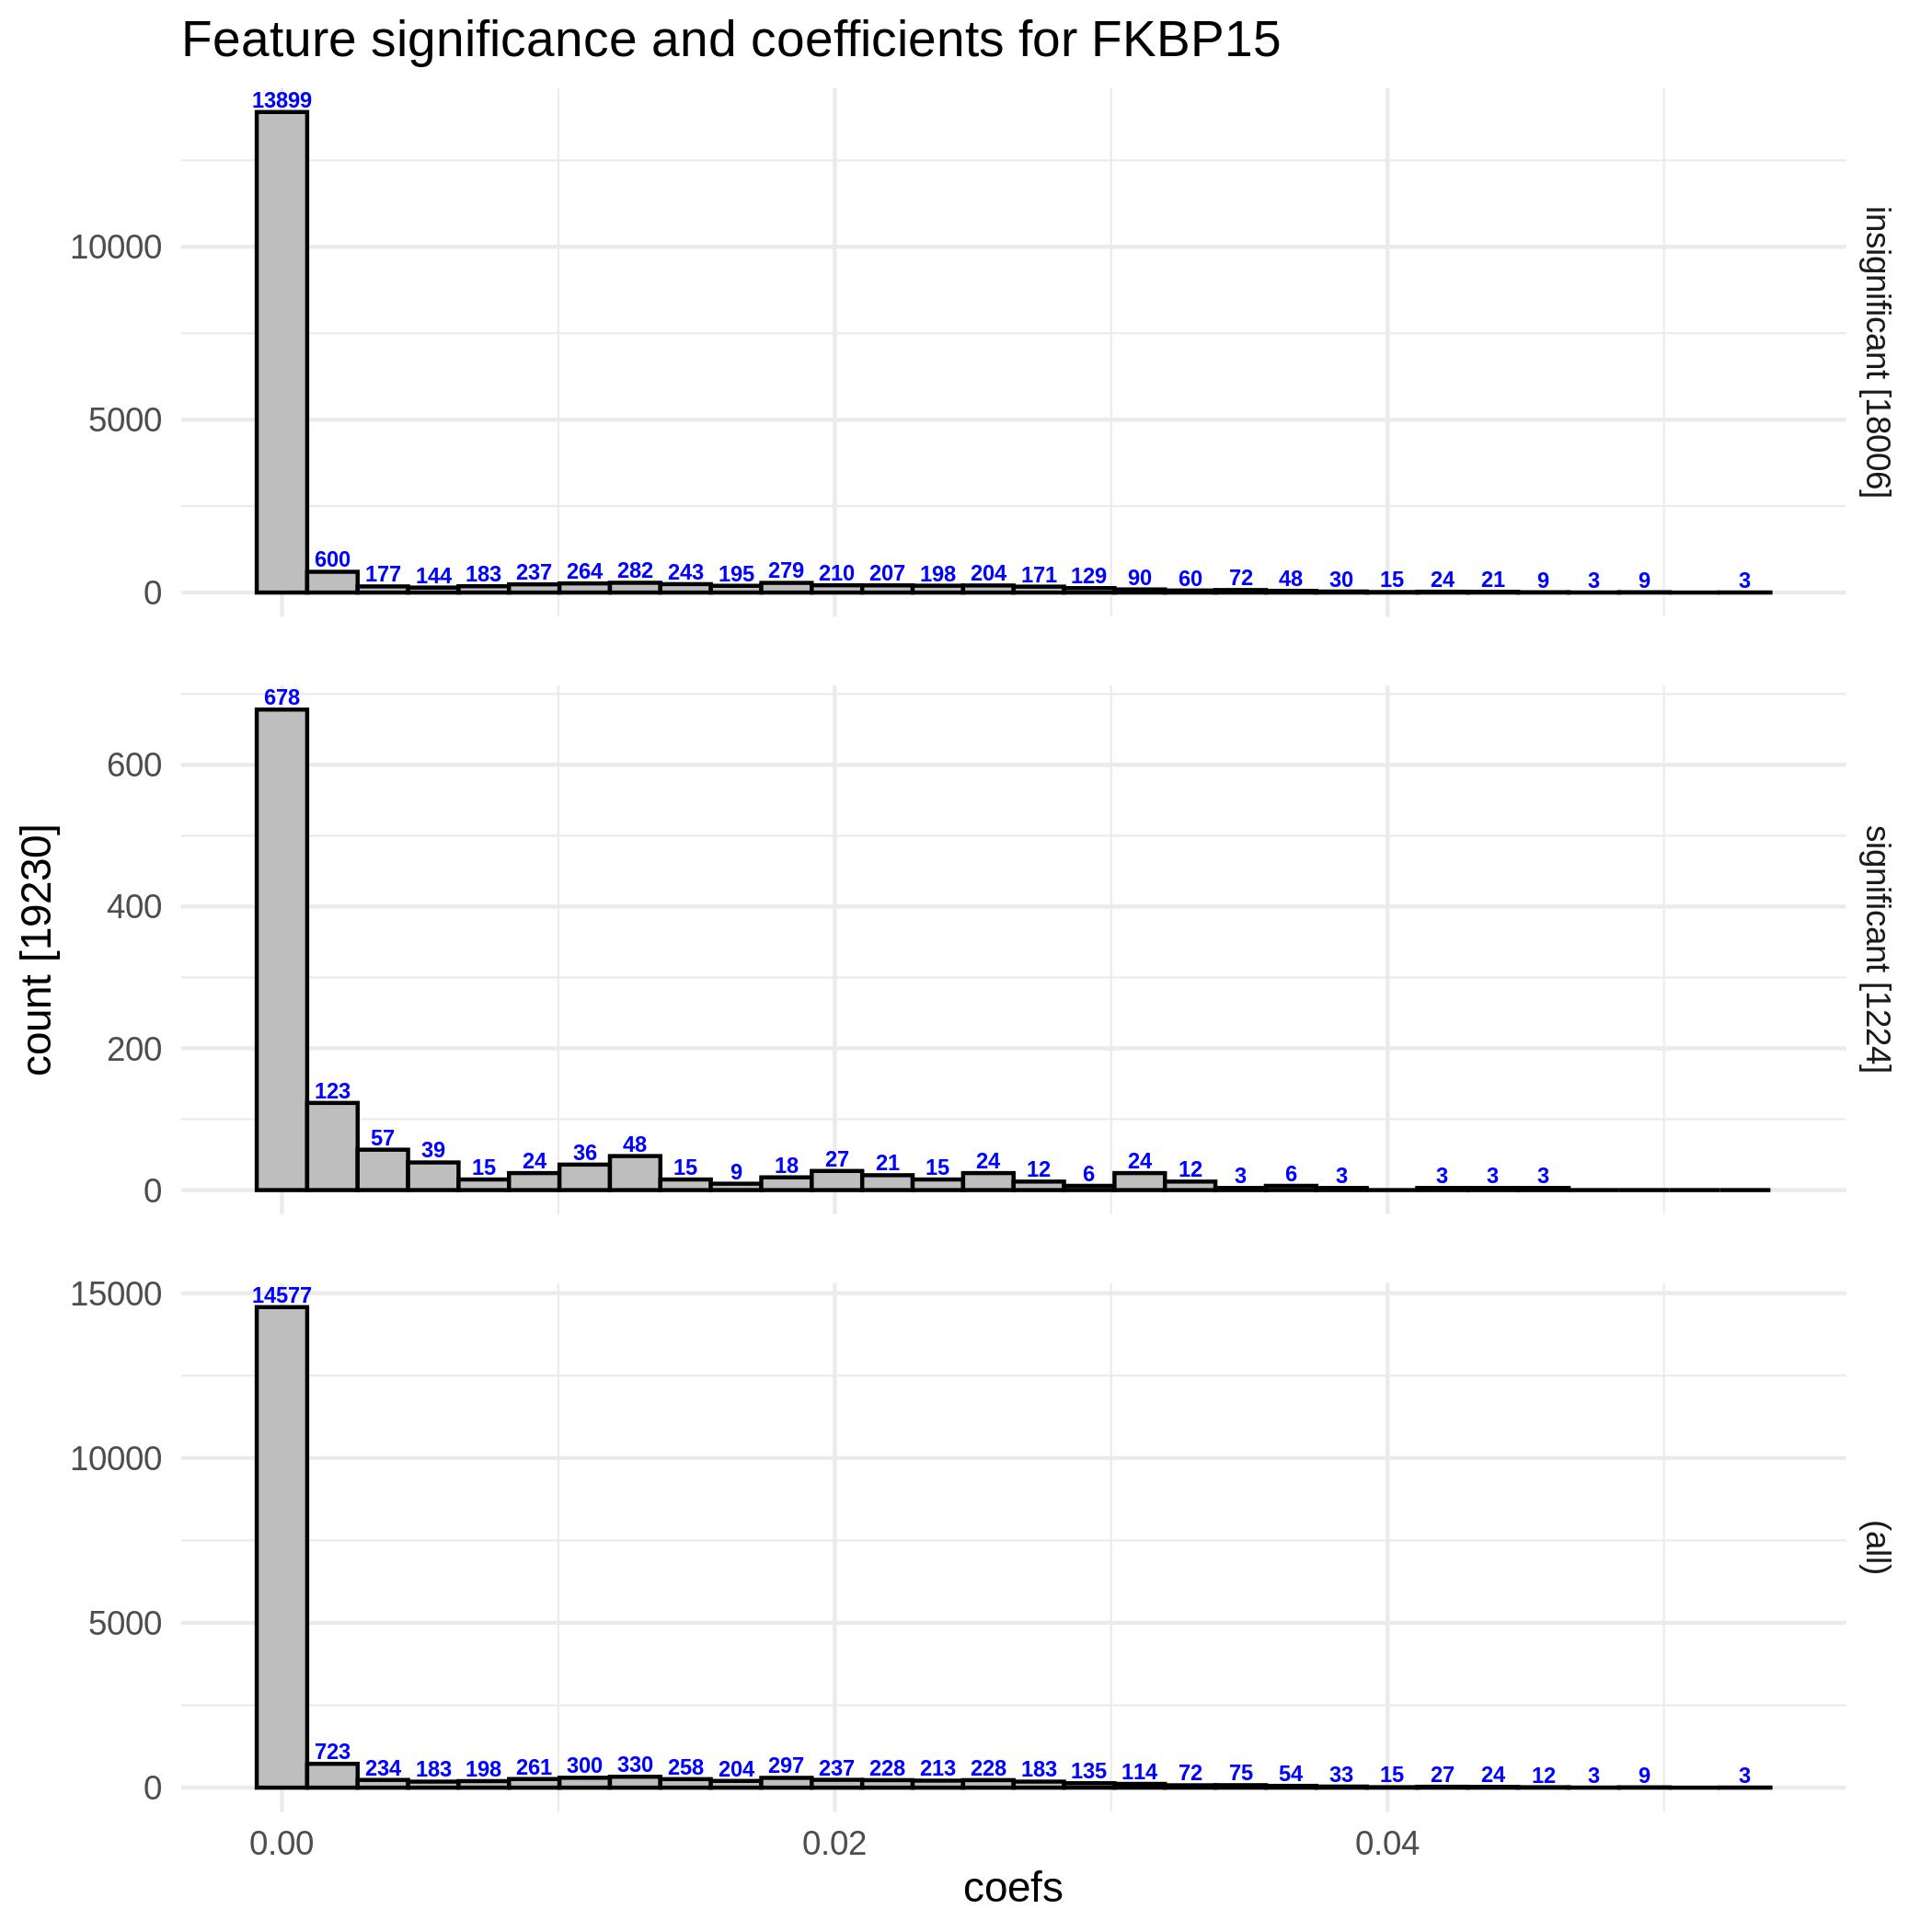 Feature significance and coefficients for FKBP15
13899
10000
5000
0
600 177 144 183 237 264 282 243 195 279 210 207 198 204 171 129 90 60 72 48 30 15 24 21 9 3 9 3
insignificant [18006]
678
600
400
200
0
123 57 39 15 24 36 48 15 9 18 27 21 15 24 12 6 24 12 3 6 3 3 3 3
significant [1224]
count [19230]
15000
14577
10000
5000
0
723 234 183 198 261 300 330 258 204 297 237 228 213 228 183 135 114 72 75 54 33 15 27 24 12 3 9 3
(all)
0.00 0.02 0.04
coefs